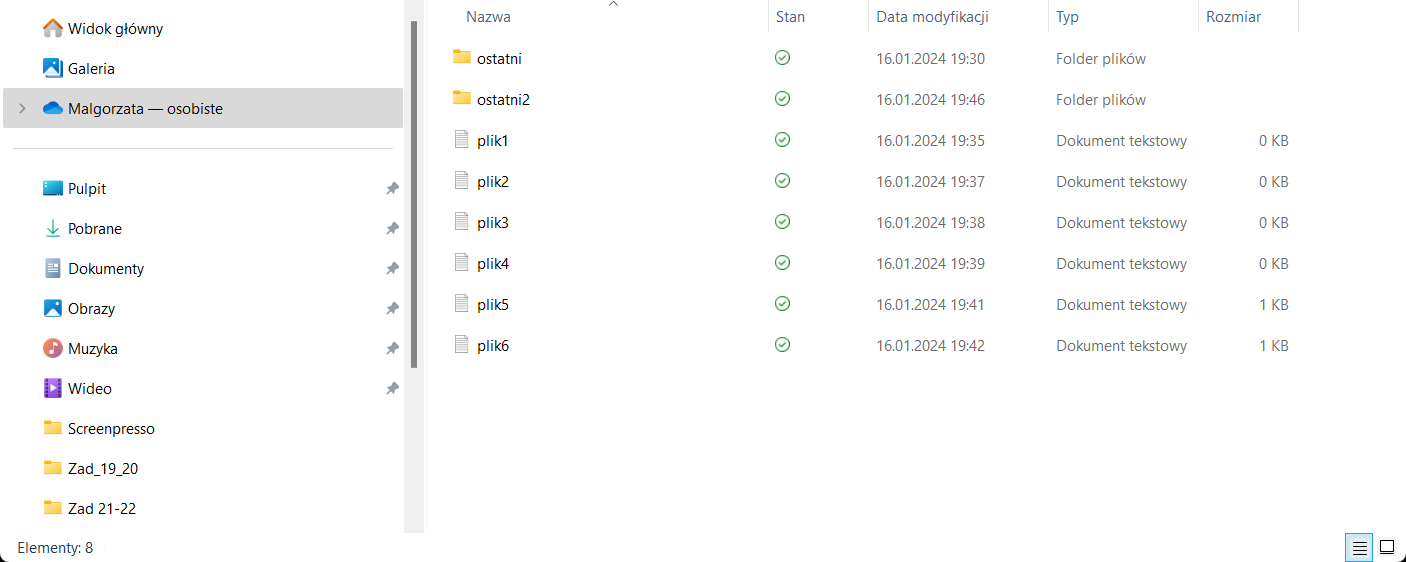 Widok główny
Galeria
Malgorzata — osobiste
Pulpit
Pobrane
Dokumenty
Obrazy
Muzyka
Wideo
Screenpresso
Zad_19_20
Zad 21-22
Nazwa Stan Data modyfikacji Typ Rozmiar
ostatni 16.01.2024 19:30 Folder plików
ostatni2 16.01.2024 19:46 Folder plików
plik1 16.01.2024 19:35 Dokument tekstowy 0 KB
plik2 16.01.2024 19:37 Dokument tekstowy 0 KB
plik3 16.01.2024 19:38 Dokument tekstowy 0 KB
plik4 16.01.2024 19:39 Dokument tekstowy 0 KB
plik5 16.01.2024 19:41 Dokument tekstowy 1 KB
plik6 16.01.2024 19:42 Dokument tekstowy 1 KB
Elementy: 8